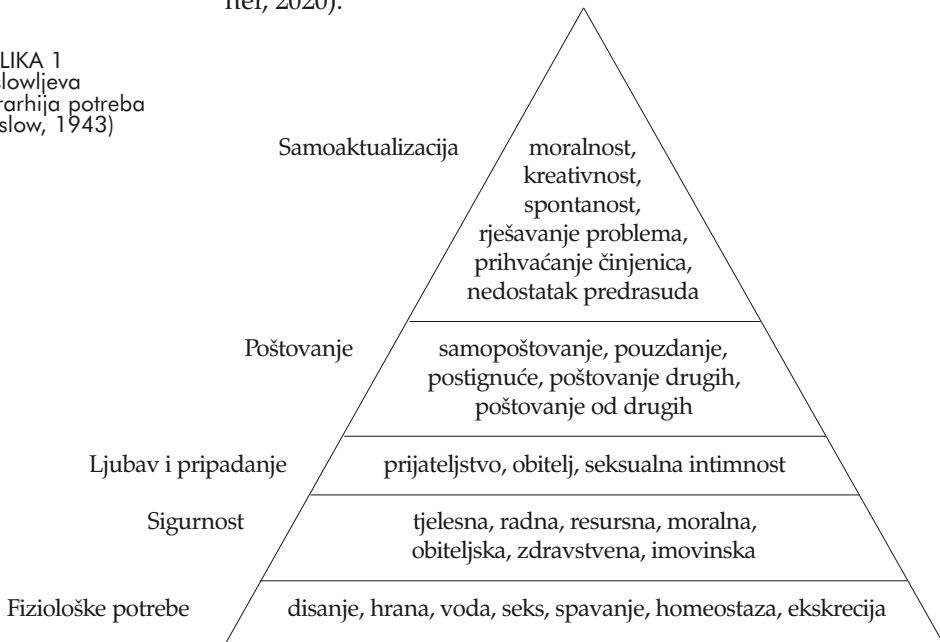 ner, 2020).
LIKA 1
slowljeva
rarhija potreba
slow, 1943)
Samoaktualizacija
moralnost,
kreativnost,
spontanost,
rješavanje problema,
prihvaćanje činjenica,
nedostatak predrasuda
Poštovanje
samopoštovanje, pouzdanje,
postignuće, poštovanje drugih,
poštovanje od drugih
Ljubav i pripadanje
prijateljstvo, obitelj, seksualna intimnost
Sigurnost
tjelesna, radna, resursna, moralna,
obiteljska, zdravstvena, imovinska
Fiziološke potrebe
disanje, hrana, voda, seks, spavanje, homeostaza, ekskrecija